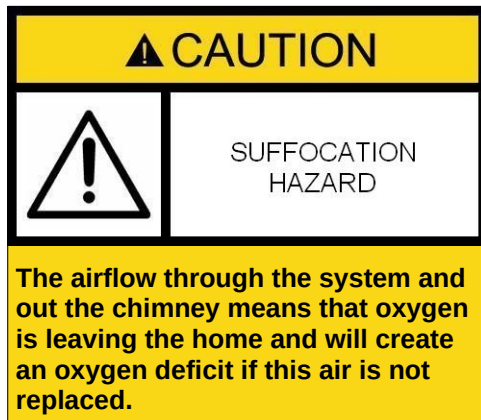 CAUTION
SUFFOCATION
HAZARD
The airflow through the system and
out the chimney means that oxygen
is leaving the home and will create
an oxygen deficit if this air is not
replaced.